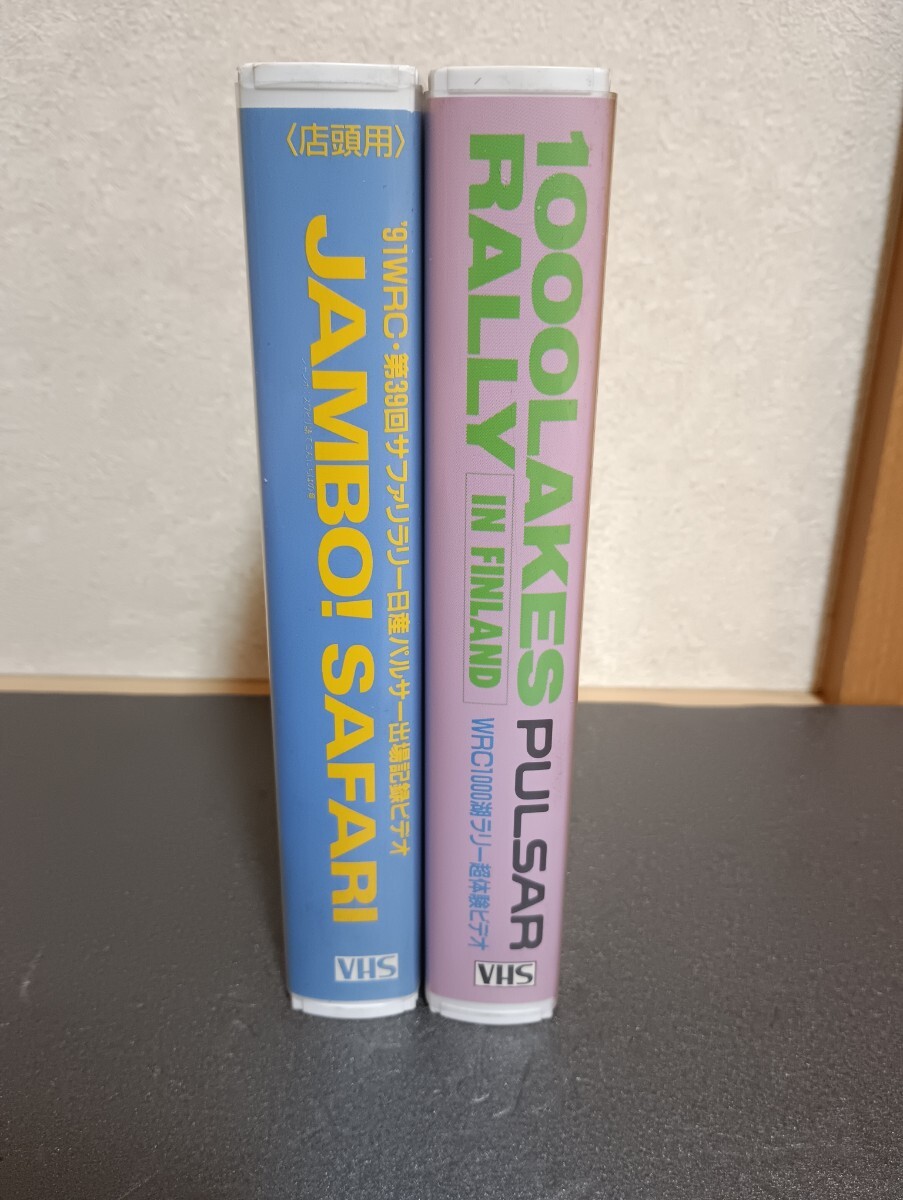 〈店頭用〉
'91WRC・第39回サファリラリー日産パルサー出場記録ビデオ
JAMBO! SAFARI
VHS
1000LAKES
RALLY
IN FINLAND
PULSAR
WRC1000湖ラリー超体験ビデオ
VHS